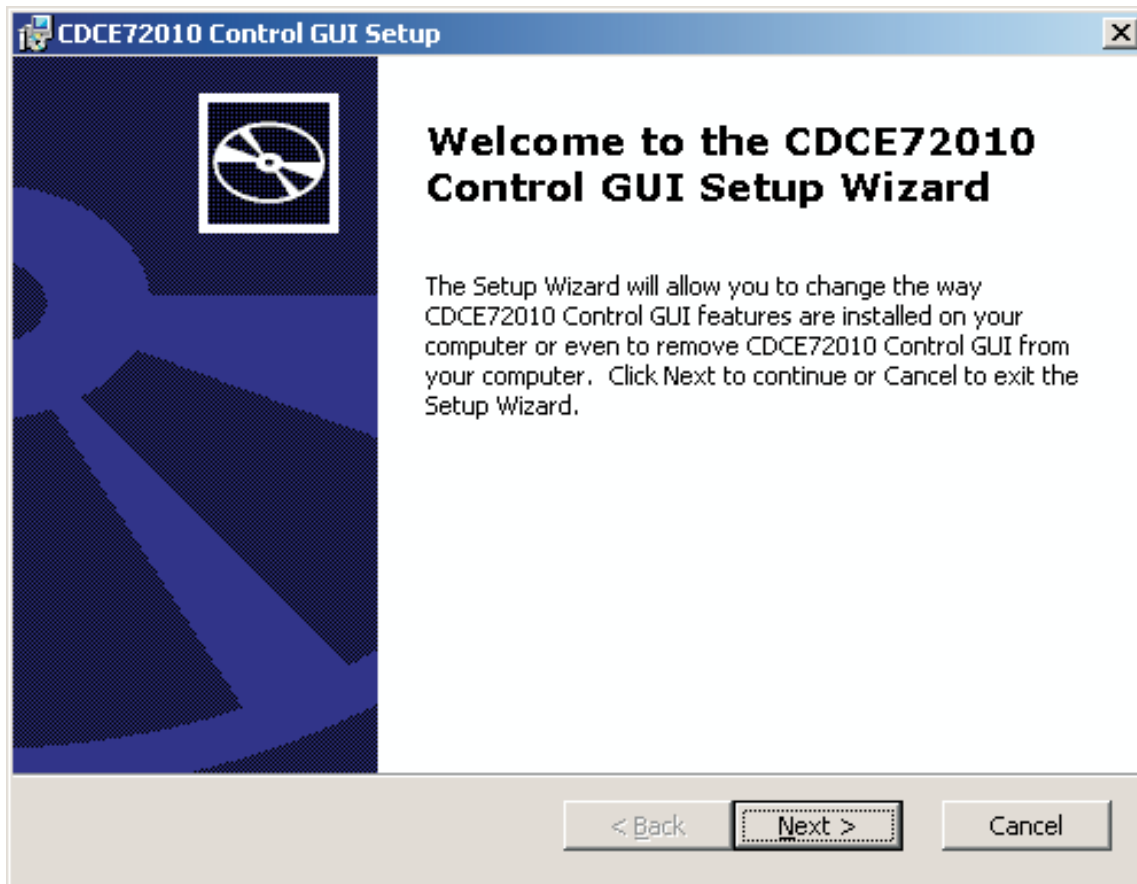 CDCE72010 Control GUI Setup
Welcome to the CDCE72010
Control GUI Setup Wizard
The Setup Wizard will allow you to change the way
CDCE72010 Control GUI features are installed on your
computer or even to remove CDCE72010 Control GUI from
your computer.  Click Next to continue or Cancel to exit the
Setup Wizard.
< Back
Next >
Cancel